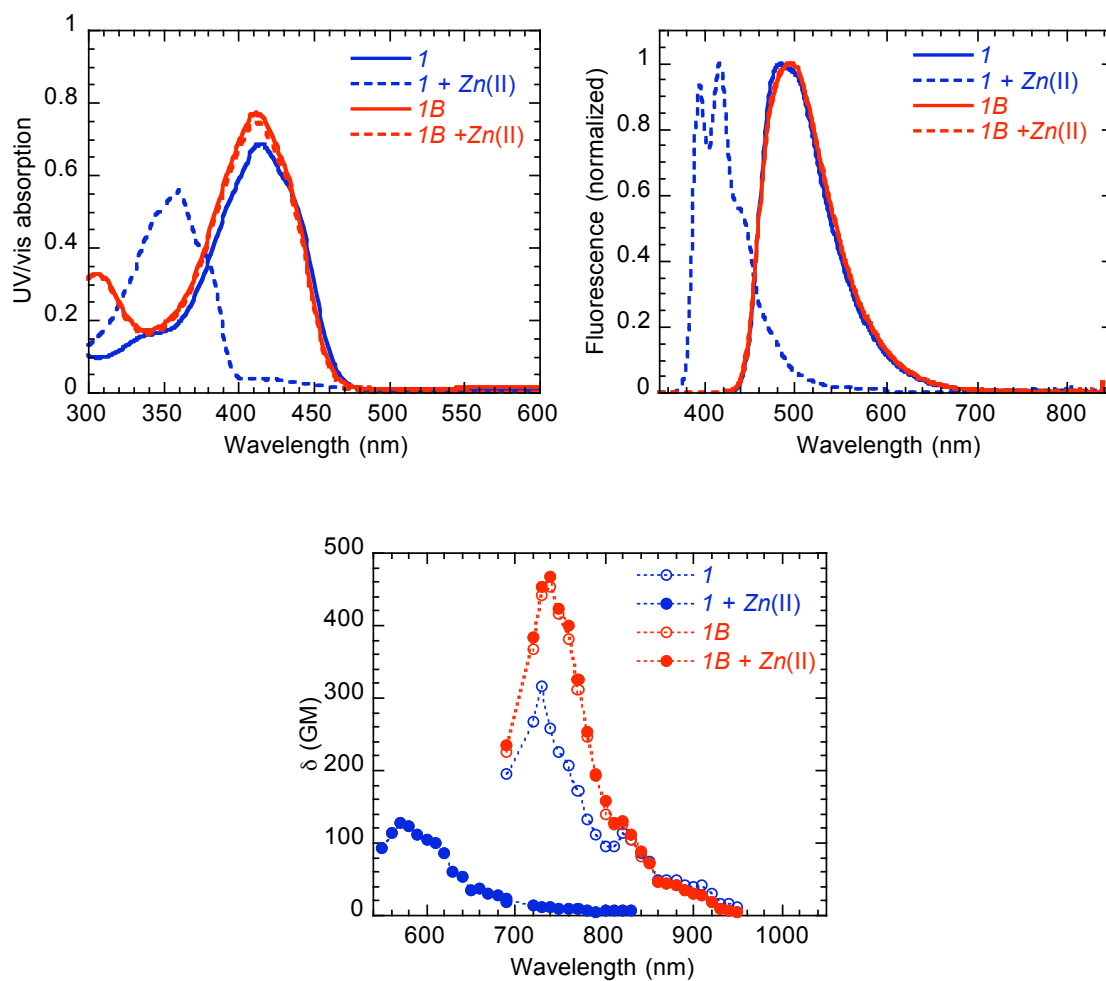 1
0.8
0.6
0.4
0.2
0
300
350
400
450
500
550
600
Wavelength (nm)
UV/vis absorption
1
1 + Zn(II)
1B
1B +Zn(II)
1
0.8
0.6
0.4
0.2
400
500
600
700
800
Wavelength (nm)
Fluorescence (normalized)
1
1 + Zn(II)
1B
1B +Zn(II)
500
400
300
200
100
0
600
700
800
900
1000
Wavelength (nm)
δ (GM)
1
1 + Zn(II)
1B
1B + Zn(II)